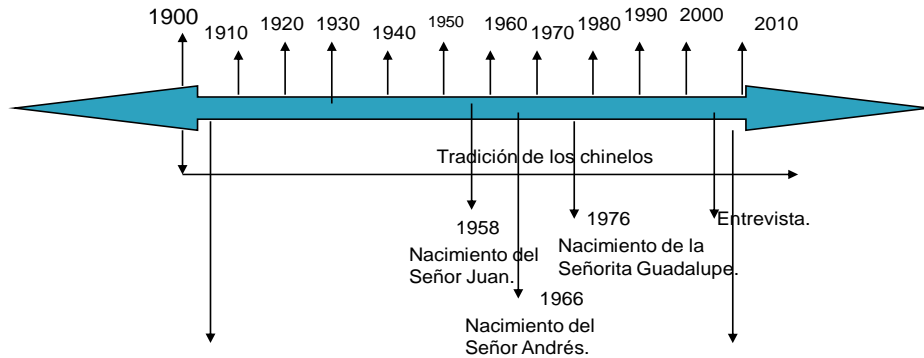 1900
1910
1920
1930
1940
1950
1960
1970
1980
1990
2000
2010
Tradición de los chinelos
1958
Nacimiento del
Señor Juan.
1976
Nacimiento de la
Señorita Guadalupe.
Entrevista.
1966
Nacimiento del
Señor Andrés.